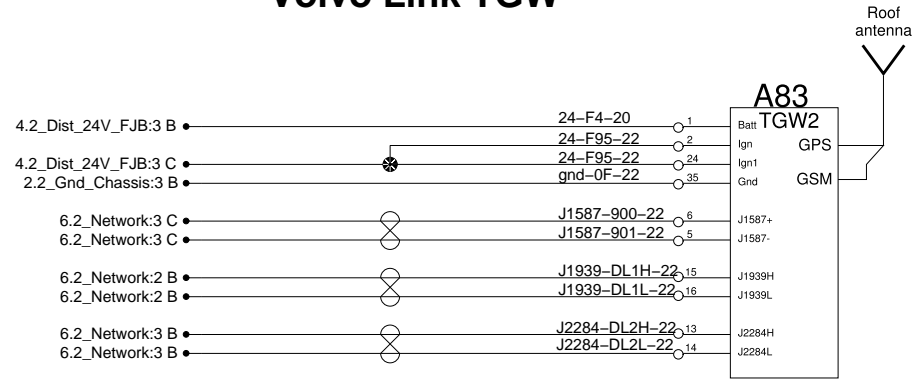 Volvo Link TGW
Roof
antenna
A83
TGW2
4.2_Dist_24V_FJB:3 B 24–F4–20 1 Batt
24–F95–22 2 Ign GPS
4.2_Dist_24V_FJB:3 C 24–F95–22 24 Ign1
2.2_Gnd_Chassis:3 B gnd–0F–22 35 Gnd GSM
6.2_Network:3 C J1587–900–22 6 J1587+
6.2_Network:3 C J1587–901–22 5 J1587-
6.2_Network:2 B J1939–DL1H–22 15 J1939H
6.2_Network:2 B J1939–DL1L–22 16 J1939L
6.2_Network:3 B J2284–DL2H–22 13 J2284H
6.2_Network:3 B J2284–DL2L–22 14 J2284L